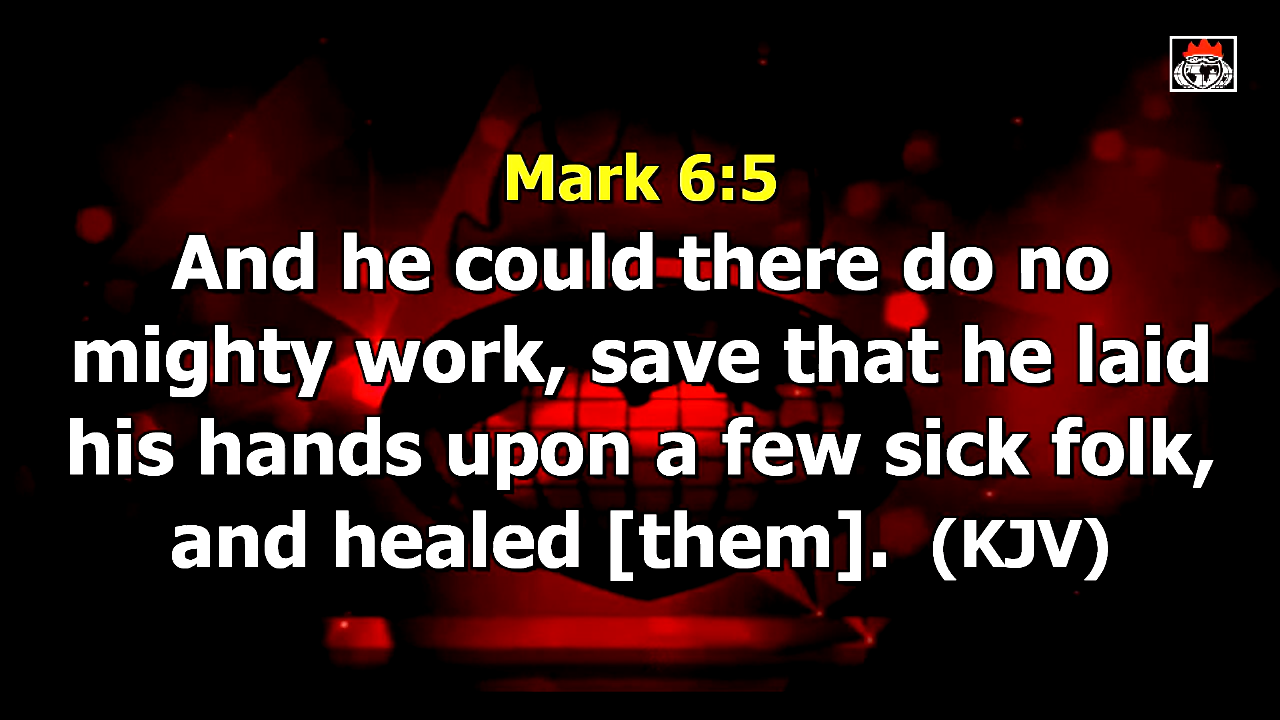 Mark 6:5
And he could there do no
mighty work, save that he laid
his hands upon a few sick folk,
and healed [them]. (KJV)